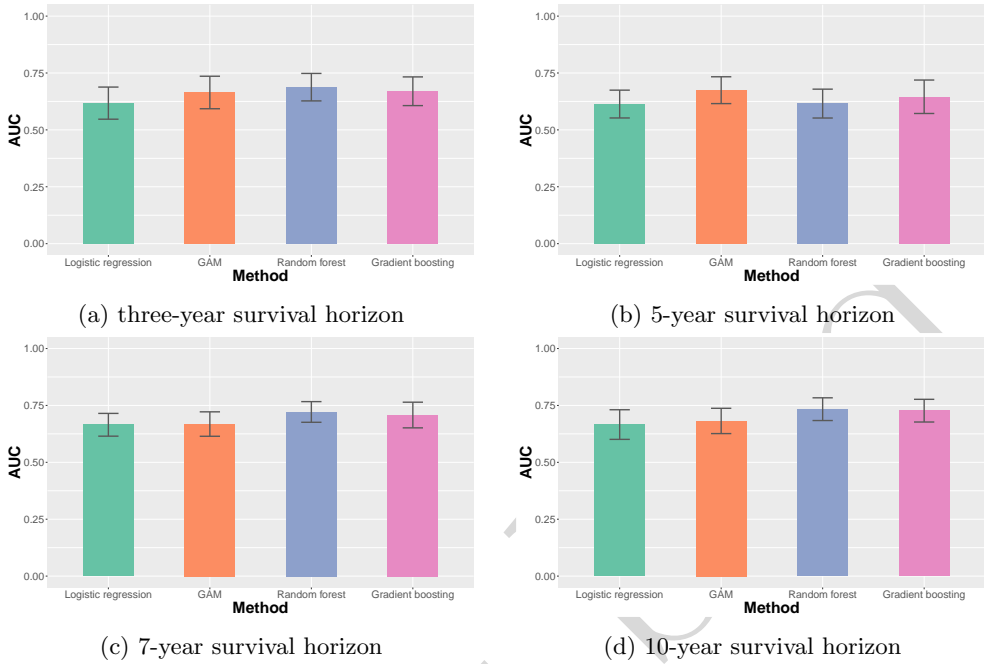 1.00
0.75
0.50
0.25
0.00
AUC
Logistic regression GAM Random forest Gradient boosting
Method
(a) three-year survival horizon
1.00
0.75
0.50
0.25
0.00
AUC
Logistic regression GAM Random forest Gradient boosting
Method
(b) 5-year survival horizon
1.00
0.75
0.50
0.25
0.00
AUC
Logistic regression GAM Random forest Gradient boosting
Method
(c) 7-year survival horizon
1.00
0.75
0.50
0.25
0.00
AUC
Logistic regression GAM Random forest Gradient boosting
Method
(d) 10-year survival horizon